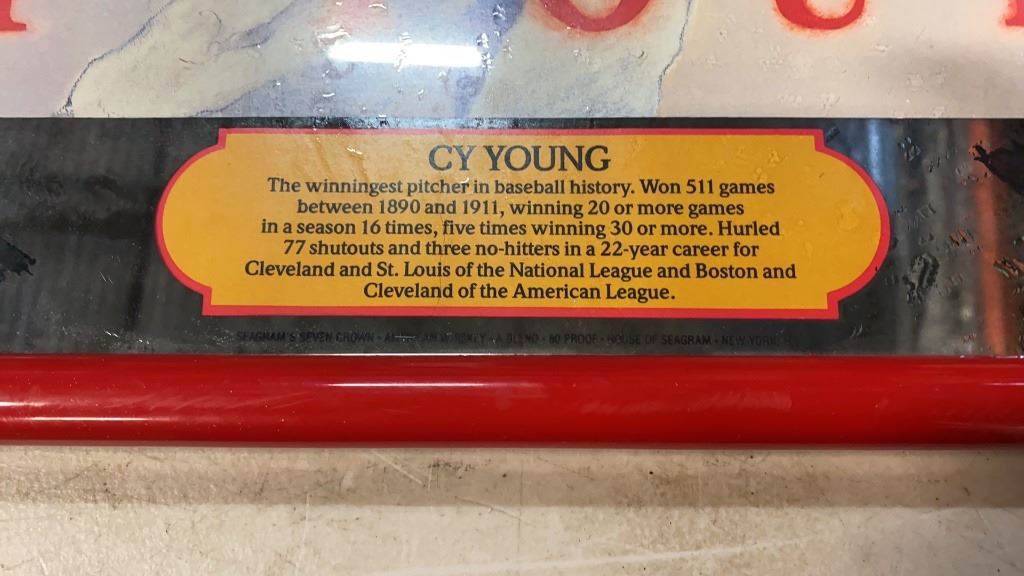 CY YOUNG
The winningest pitcher in baseball history. Won 511 games
between 1890 and 1911, winning 20 or more games
in a season 16 times, five times winning 30 or more. Hurled
77 shutouts and three no-hitters in a 22-year career for
Cleveland and St. Louis of the National League and Boston and
Cleveland of the American League.
SEAGRAM'S SEVEN CROWN • AMERICAN WHISKEY • A BLEND • 80 PROOF • HOUSE OF SEAGRAM • NEW YORK